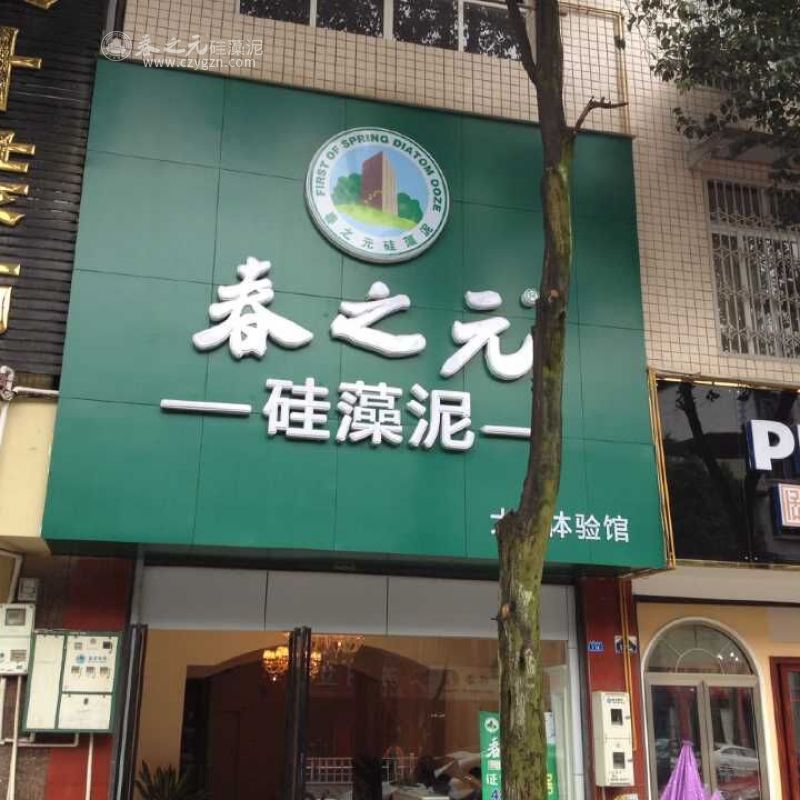 春之元硅藻泥
www.czygzn.com
FIRST OF SPRING DIATOM OOZE
春之元硅藻泥
春之元
硅藻泥
体验馆
春